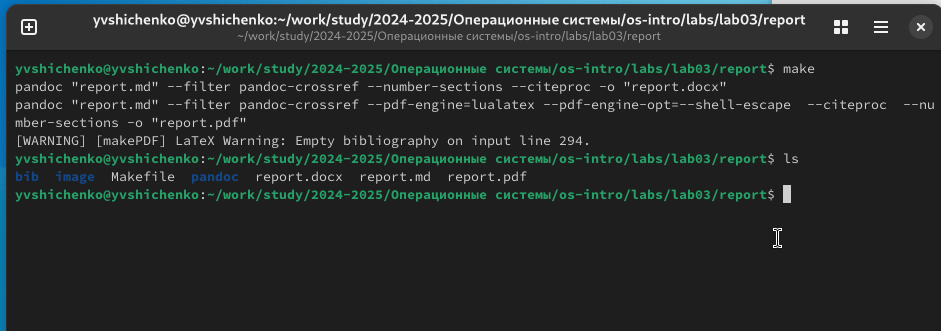 yvshichenko@yvshichenko:~/work/study/2024-2025/Операционные системы/os-intro/labs/lab03/report
~/work/study/2024-2025/Операционные системы/os-intro/labs/lab03/report
yvshichenko@yvshichenko:~/work/study/2024-2025/Операционные системы/os-intro/labs/lab03/report$ make
pandoc "report.md" --filter pandoc-crossref --number-sections --citeproc -o "report.docx"
pandoc "report.md" --filter pandoc-crossref --pdf-engine=lualatex --pdf-engine-opt=--shell-escape  --citeproc  --nu
mber-sections -o "report.pdf"
[WARNING] [makePDF] LaTeX Warning: Empty bibliography on input line 294.
yvshichenko@yvshichenko:~/work/study/2024-2025/Операционные системы/os-intro/labs/lab03/report$ ls
bib  image  Makefile  pandoc  report.docx  report.md  report.pdf
yvshichenko@yvshichenko:~/work/study/2024-2025/Операционные системы/os-intro/labs/lab03/report$